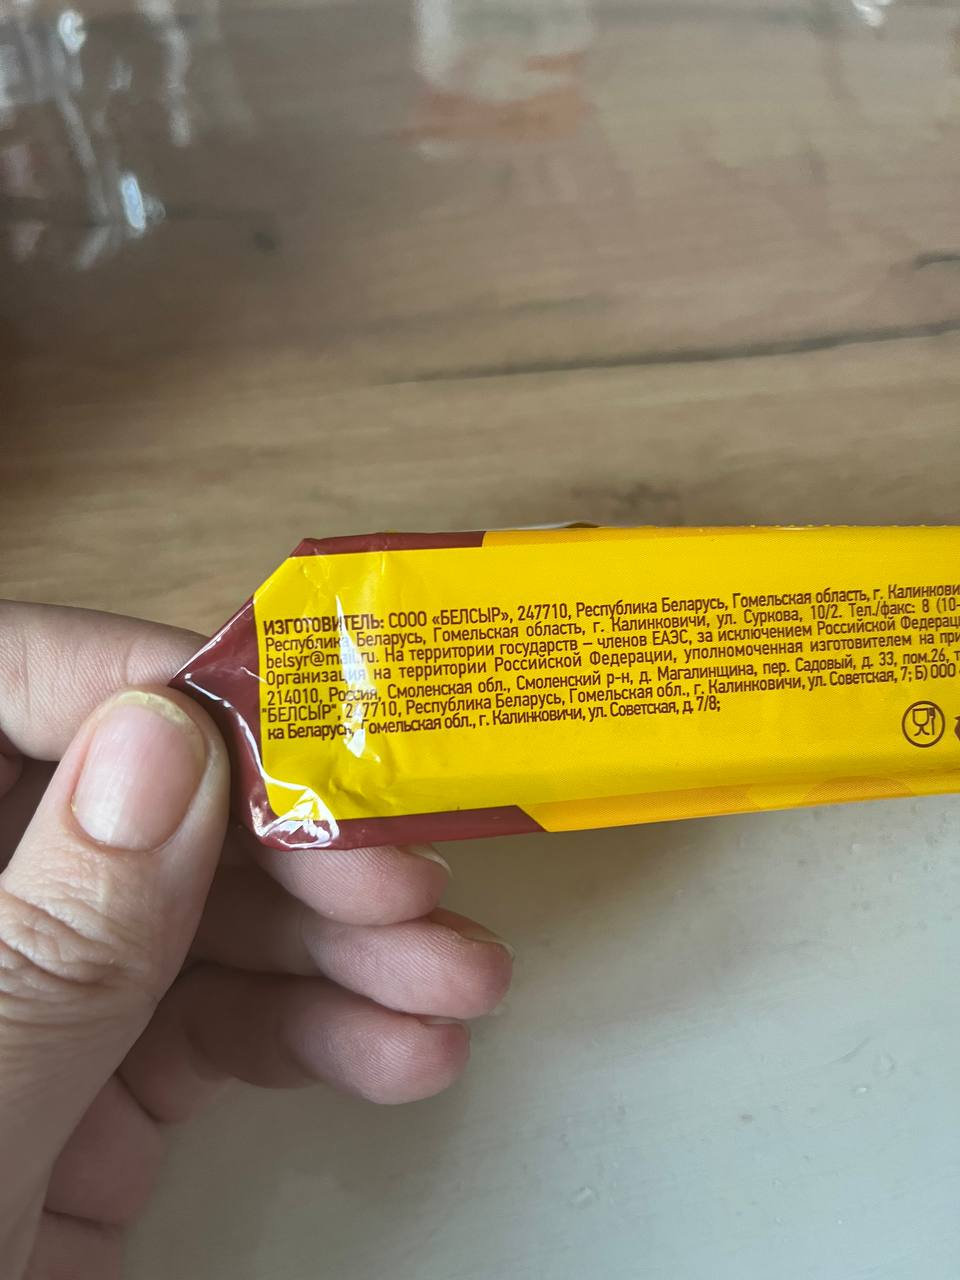 ИЗГОТОВИТЕЛЬ: СООО «БЕЛСЫР», 247710, Республика Беларусь, Гомельская область, г. Калинкови
Республика Беларусь, Гомельская область, г. Калинковичи, ул. Суркова, 10/2. Тел./факс: 8 (10-
belsyr@mail.ru. На территории государств – членов ЕАЭС, за исключением Российской Федераци
Организация на территории Российской Федерации, уполномоченная изготовителем на при
214010, Россия, Смоленская обл., Смоленский р-н, д. Магалинщина, пер. Садовый, д. 33, пом.26, т
"БЕЛСЫР", 247710, Республика Беларусь, Гомельская обл., г. Калинковичи, ул. Советская, 7; Б) ООО
ка Беларусь, Гомельская обл., г. Калинковичи, ул. Советская, д. 7/8;